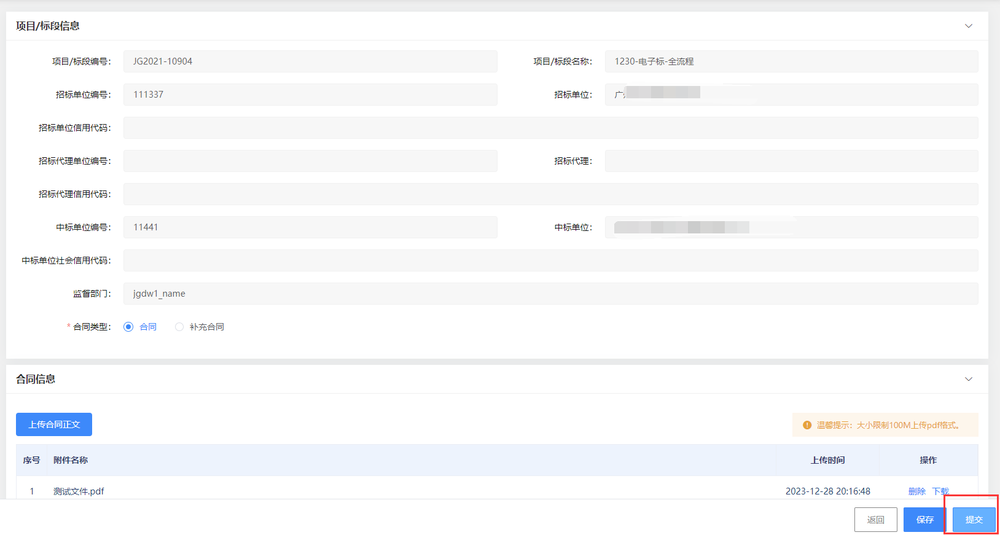 项目/标段信息
项目/标段编号： JG2021-10904 项目/标段名称： 1230-电子标-全流程
招标单位编号： 111337 招标单位： 广
招标单位信用代码：
招标代理单位编号： 招标代理：
招标代理信用代码：
中标单位编号： 11441 中标单位：
中标单位社会信用代码：
监督部门： jgdw1_name
* 合同类型： 合同 补充合同
合同信息
上传合同正文 温馨提示：大小限制100M上传pdf格式。
序号 附件名称 上传时间 操作
1 测试文件.pdf 2023-12-28 20:16:48 删除 下载
返回 保存 提交